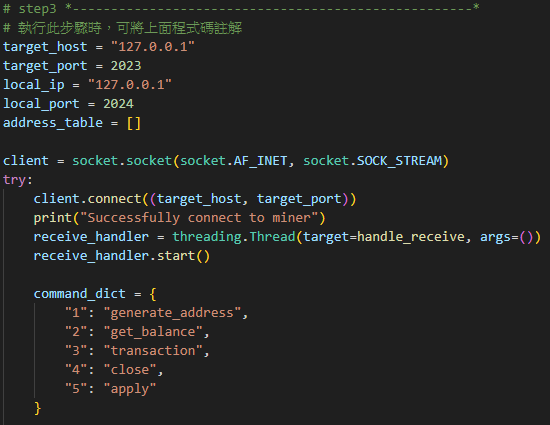 # step3 *----------------------------------------------------*
# 執行此步驟時，可將上面程式碼註解
target_host = "127.0.0.1"
target_port = 2023
local_ip = "127.0.0.1"
local_port = 2024
address_table = []
client = socket.socket(socket.AF_INET, socket.SOCK_STREAM)
try:
    client.connect((target_host, target_port))
    print("Successfully connect to miner")
    receive_handler = threading.Thread(target=handle_receive, args=())
    receive_handler.start()
    command_dict = {
        "1": "generate_address",
        "2": "get_balance",
        "3": "transaction",
        "4": "close",
        "5": "apply"
    }